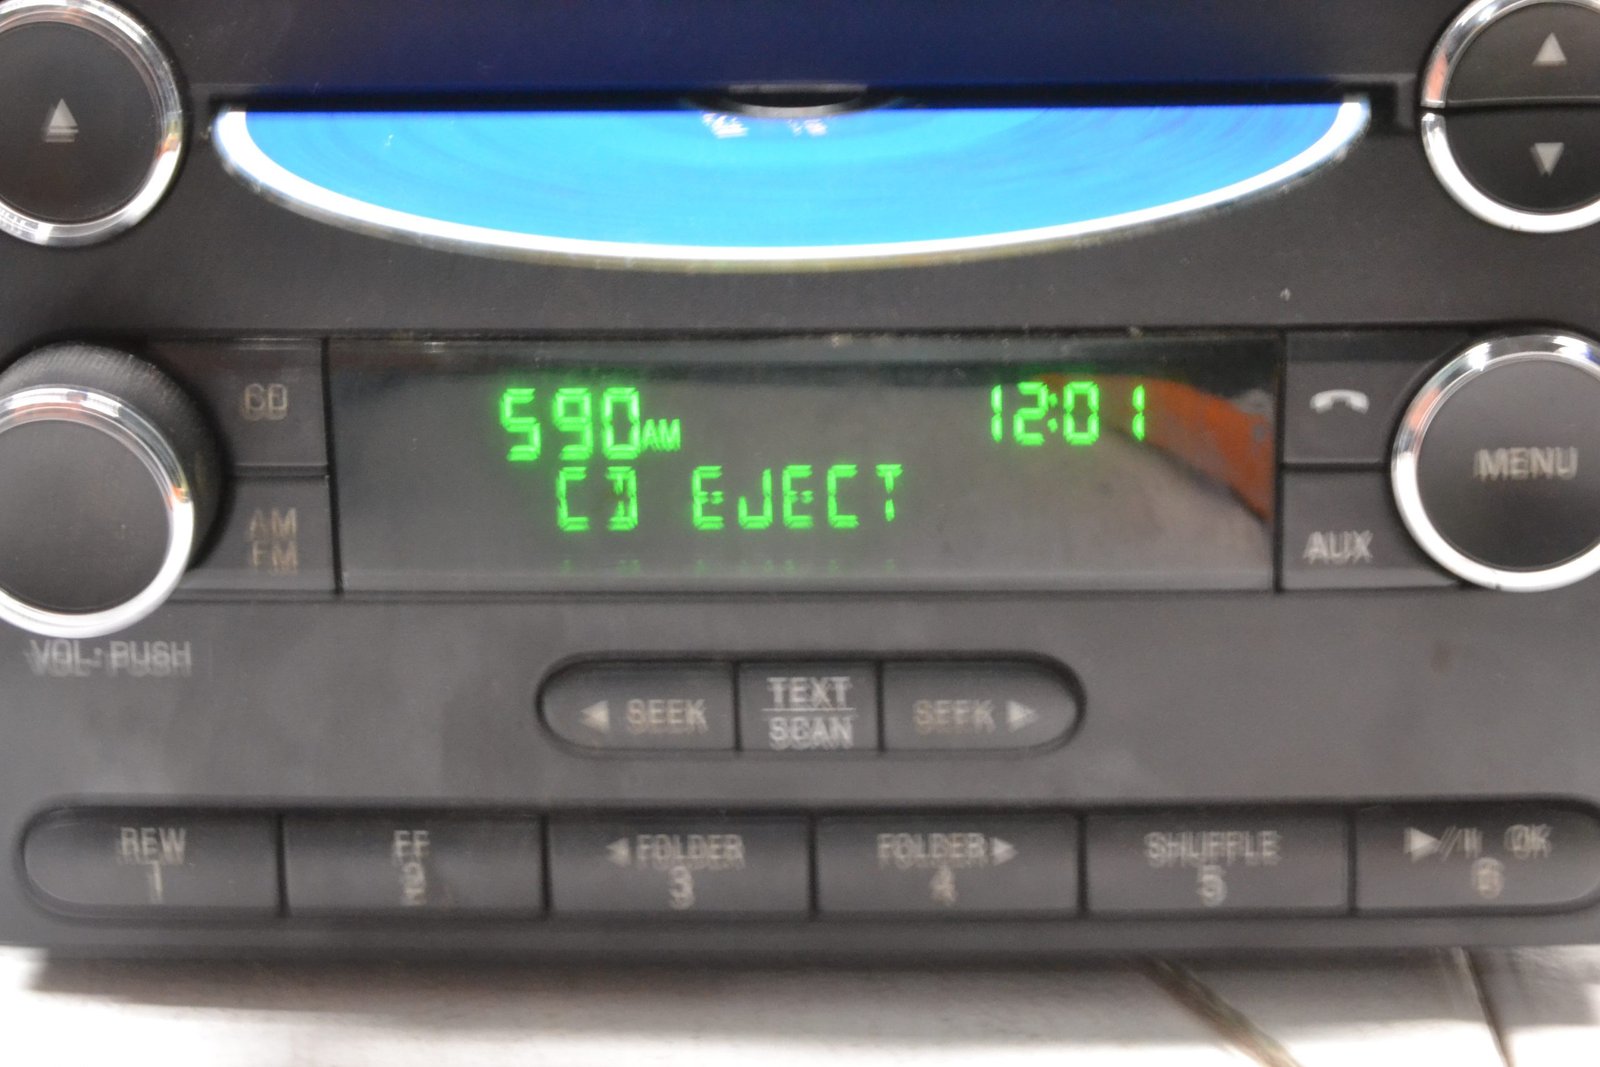 590AM 12:01
CD EJECT
CD
AM
FM
AUX
MENU
VOL·PUSH
◀ SEEK
TEXT
SCAN
SEEK ▶
REW
1
FF
2
◀FOLDER
3
FOLDER▶
4
SHUFFLE
5
▶/II OK
6